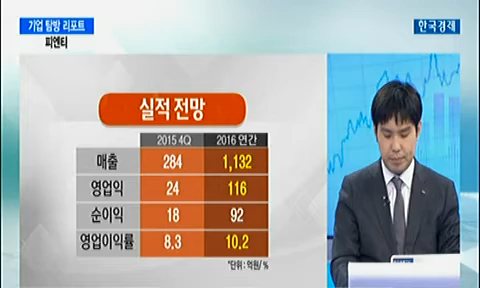 기업 탐방 리포트
피엔티
한국경제
실적 전망
2015 4Q 2016 연간
매출 284 1,132
영업익 24 116
순이익 18 92
영업이익률 8.3 10.2
*단위 : 억원/ %